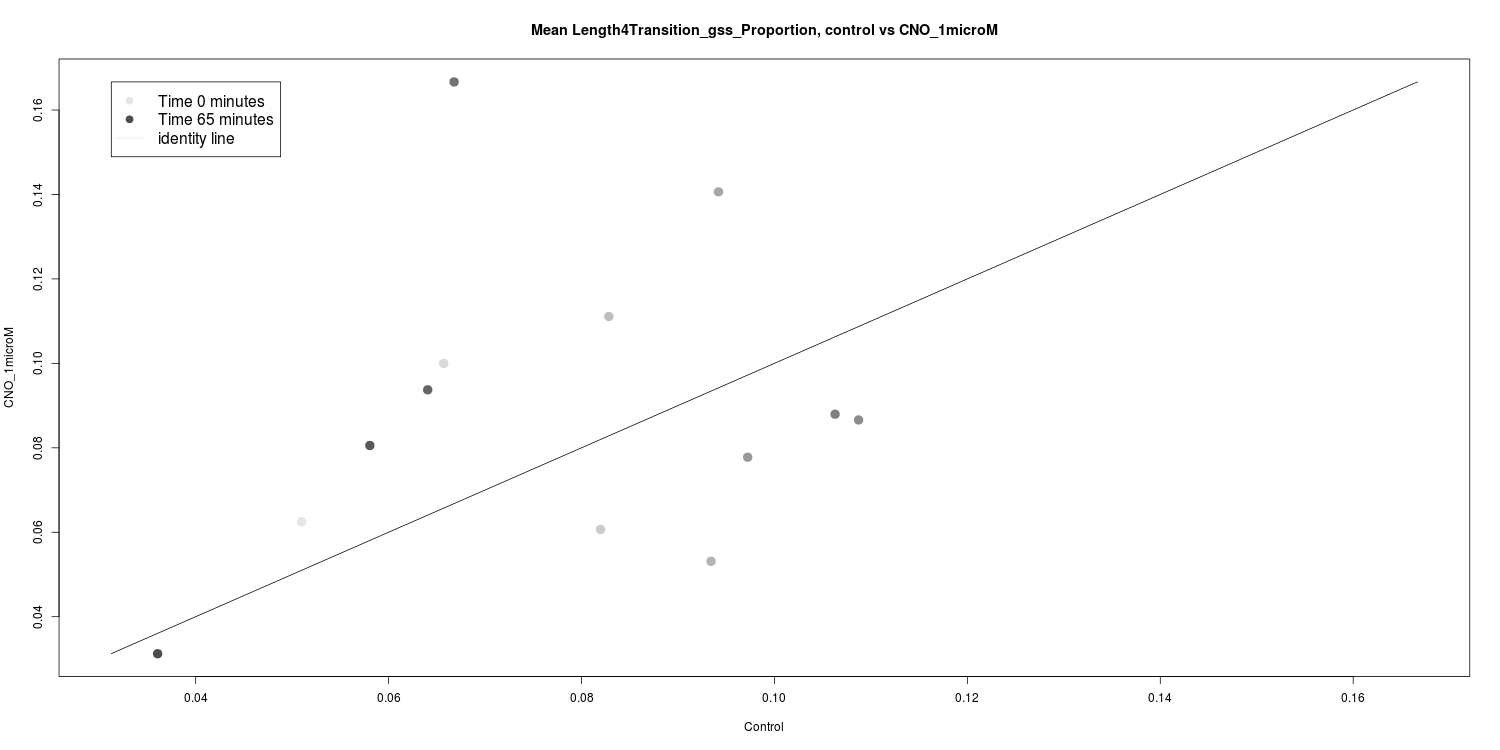 Mean Length4Transition_gss_Proportion, control vs CNO_1microM
Time 0 minutes
Time 65 minutes
identity line
CNO_1microM
0.16
0.14
0.12
0.10
0.08
0.06
0.04
0.04 0.06 0.08 0.10 0.12 0.14 0.16
Control